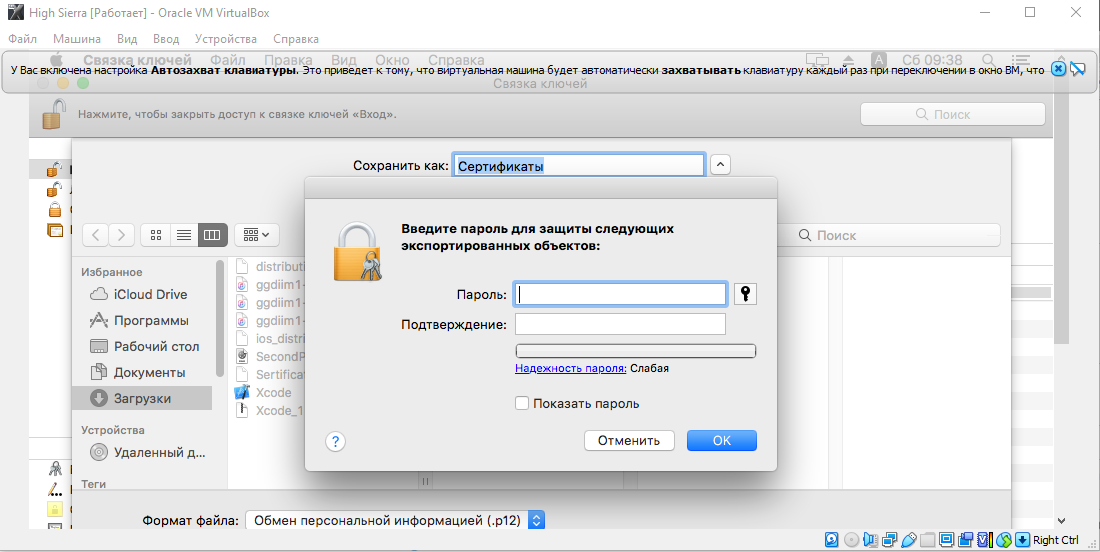 High Sierra [Работает] - Oracle VM VirtualBox
Файл Машина Вид Ввод Устройства Справка
Связка ключей Файл Правка Вид Окно Справка А Сб 09:38
У Вас включена настройка Автозахват клавиатуры. Это приведет к тому, что виртуальная машина будет автоматически захватывать клавиатуру каждый раз при переключении в окно ВМ, что
Связка ключей
Нажмите, чтобы закрыть доступ к связке ключей «Вход».
Поиск
Сохранить как: Сертификаты
Введите пароль для защиты следующих
экспортированных объектов:
Поиск
Избранное
iCloud Drive
Программы
Рабочий стол
Документы
Загрузки
Устройства
Удаленный д...
Теги
distributi
ggdiim1-
ggdiim1-
ggdiim1-
ios_distr
SecondP
Sertifica
Xcode
Xcode_1
Пароль:
Подтверждение:
Надежность пароля: Слабая
Показать пароль
?
Отменить
OK
Формат файла: Обмен персональной информацией (.p12)
Right Ctrl